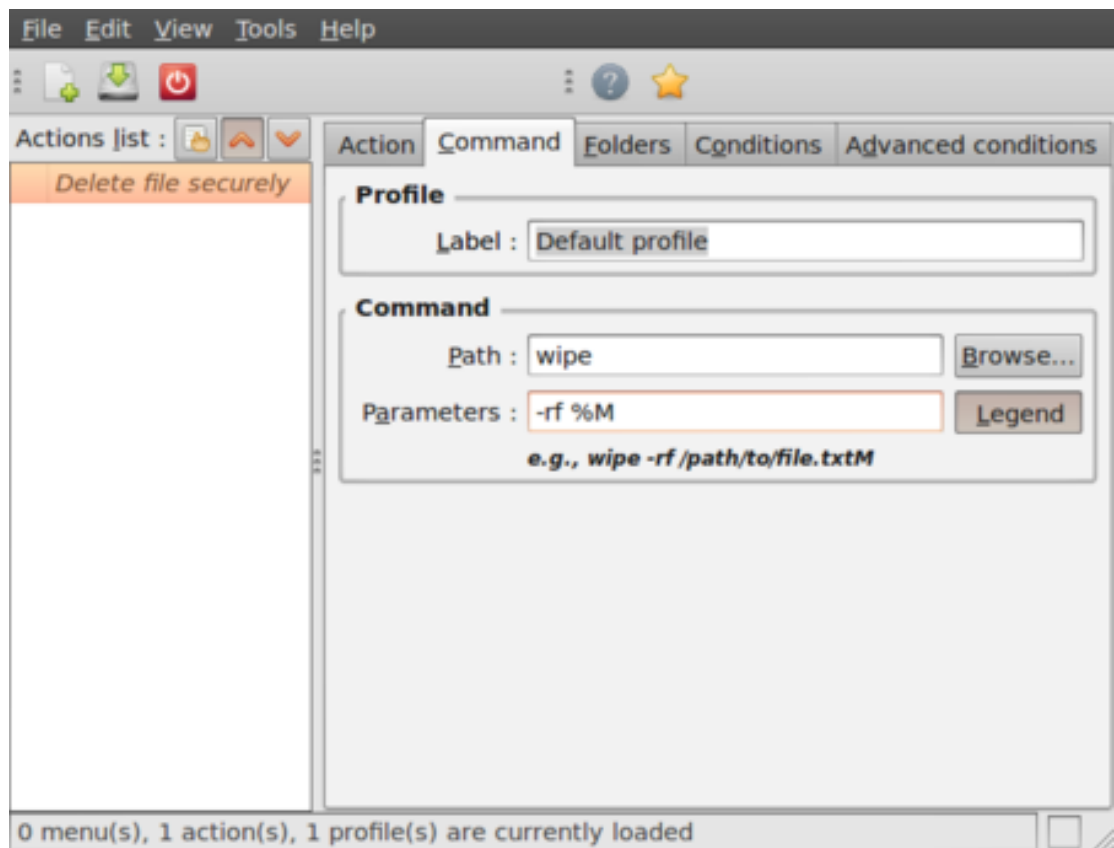 File Edit View Tools Help
?
Actions list :
Action Command Folders Conditions Advanced conditions
Delete file securely
Profile
Label : Default profile
Command
Path : wipe Browse...
Parameters : -rf %M Legend
e.g., wipe -rf /path/to/file.txtM
0 menu(s), 1 action(s), 1 profile(s) are currently loaded